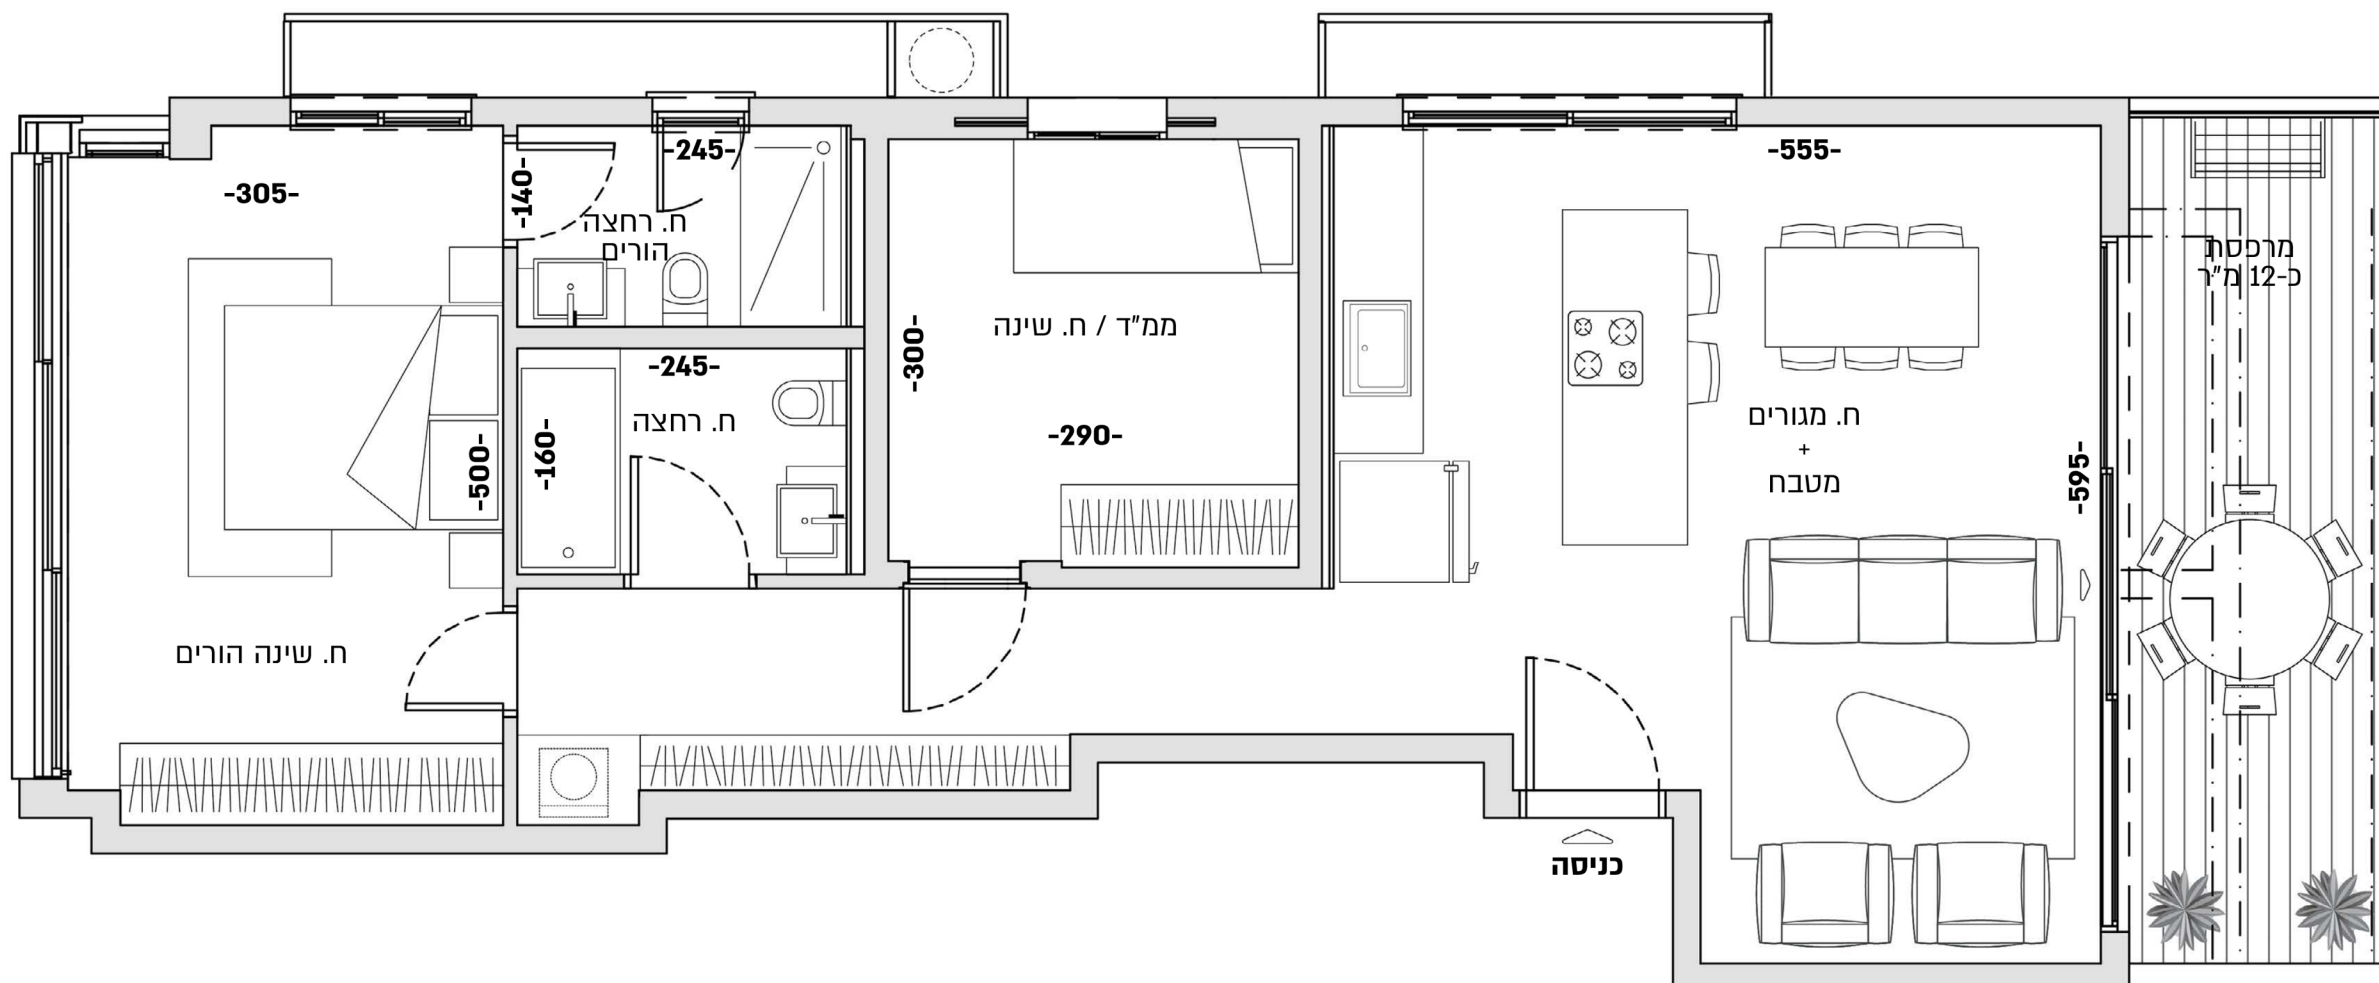 -305-
-140-
-245-
ח. רחצה
הורים
-555-
מרפסת
כ-12 מ"ר
ממ"ד / ח. שינה
-300-
-290-
-245-
ח. רחצה
-160-
-500-
ח. מגורים
+
מטבח
-595-
ח. שינה הורים
כניסה